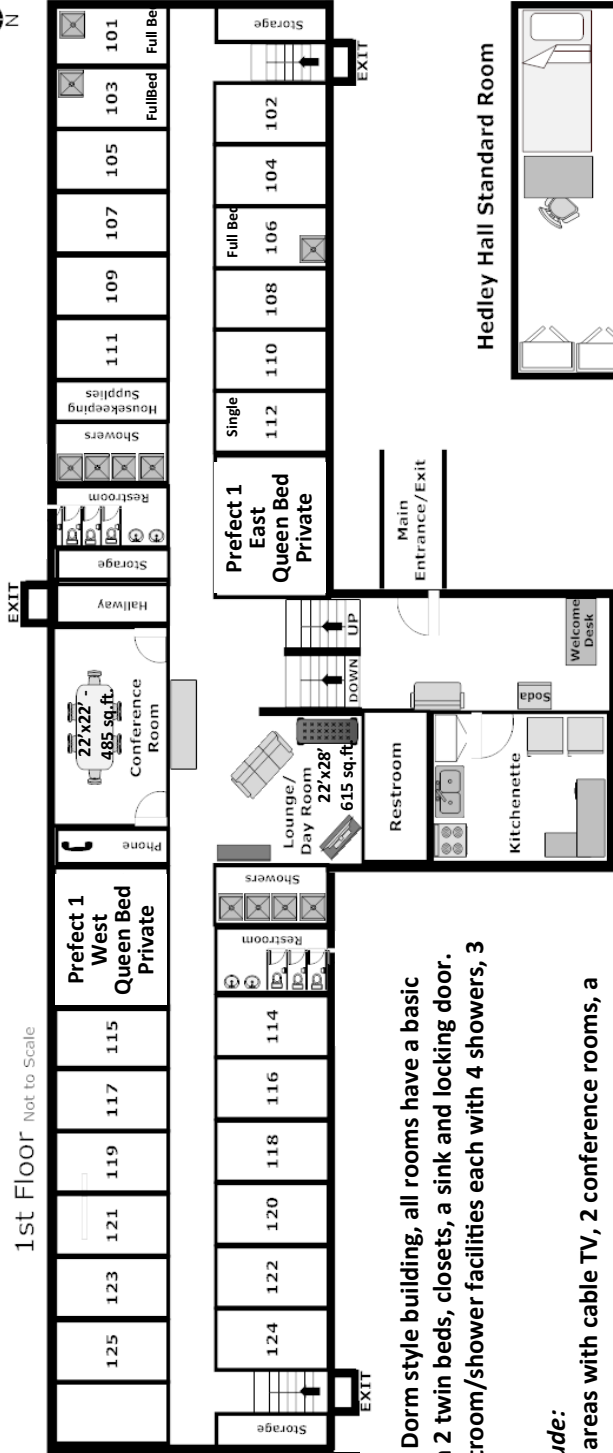 1st Floor Not to Scale
N
EXIT
125
123
121
119
117
115
Prefect 1
West
Queen Bed
Private
Phone
22'x22' -
485 sq.ft.
Conference
Room
Hallway
Storage
Restroom
Showers
Housekeeping
Supplies
111
109
107
105
103
FullBed
101
Full Be
Storage
124
122
120
118
116
114
Restroom
Showers
Lounge/
Day Room
22'x28'
615 sq.ft.
DOWN
UP
Prefect 1
East
Queen Bed
Private
Single
112
110
108
Full Bed
106
104
102
Storage
EXIT
EXIT
Restroom
Kitchenette
Soda
Welcome
Desk
Main
Entrance/Exit
Hedley Hall Standard Room
Dorm style building, all rooms have a basic
2 twin beds, closets, a sink and locking door.
room/shower facilities each with 4 showers, 3
ude:
areas with cable TV, 2 conference rooms, a